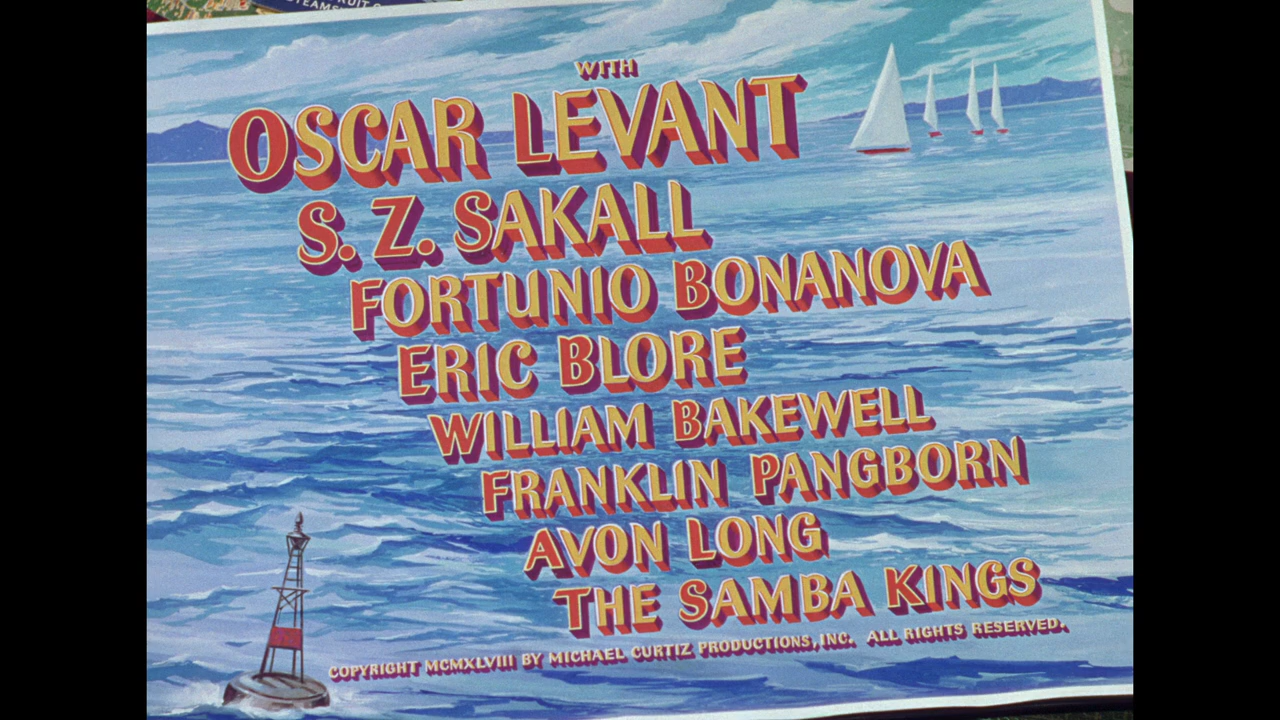 WITH
OSCAR LEVANT
S. Z. SAKALL
FORTUNIO BONANOVA
ERIC BLORE
WILLIAM BAKEWELL
FRANKLIN PANGBORN
AVON LONG
THE SAMBA KINGS
COPYRIGHT MCMXLVIII BY MICHAEL CURTIZ PRODUCTIONS, INC. ALL RIGHTS RESERVED.